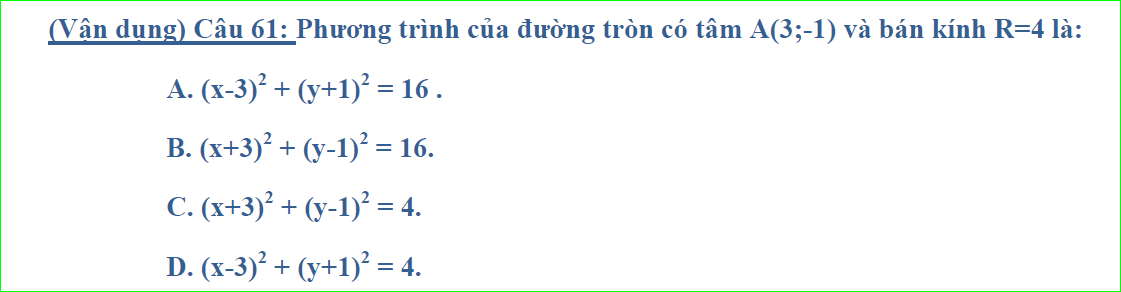 (Vận dụng) Câu 61: Phương trình của đường tròn có tâm A(3;-1) và bán kính R=4 là:
A. (x-3)² + (y+1)² = 16 .
B. (x+3)² + (y-1)² = 16.
C. (x+3)² + (y-1)² = 4.
D. (x-3)² + (y+1)² = 4.